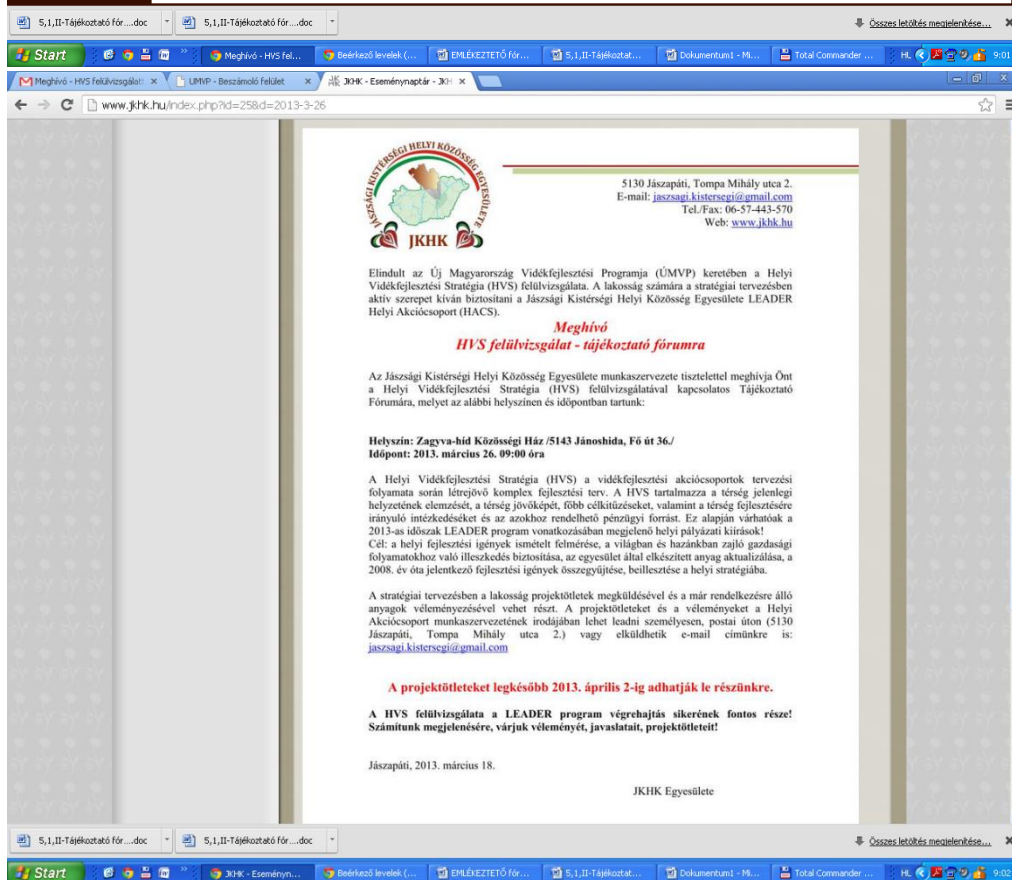 5,1,II-Tájékoztató fór....doc 5,1,II-Tájékoztató fór....doc Összes letöltés megjelenítése...
Start Meghívó - HVS fel... Beérkező levelek (... EMLÉKEZTETŐ fór... 5,1,II-Tájékoztat... Dokumentum1 - Mi... Total Commander ... HL 9:01
Meghívó - HVS felülvizsgálat: UMVP - Beszámoló felület JKHK - Eseménynaptár - JKH
www.jkhk.hu/index.php?id=25&d=2013-3-26
JÁSZSÁGI KISTÉRSÉGI HELYI KÖZÖSSÉG EGYESÜLETE
JKHK
5130 Jászapáti, Tompa Mihály utca 2.
E-mail: jaszsagi.kistersegi@gmail.com
Tel./Fax: 06-57-443-570
Web: www.jkhk.hu
Elindult az Új Magyarország Vidékfejlesztési Programja (ÚMVP) keretében a Helyi
Vidékfejlesztési Stratégia (HVS) felülvizsgálata. A lakosság számára a stratégiai tervezésben
aktív szerepet kíván biztosítani a Jászsági Kistérségi Helyi Közösség Egyesülete LEADER
Helyi Akciócsoport (HACS).
Meghívó
HVS felülvizsgálat - tájékoztató fórumra
Az Jászsági Kistérségi Helyi Közösség Egyesülete munkaszervezete tisztelettel meghívja Önt
a Helyi Vidékfejlesztési Stratégia (HVS) felülvizsgálatával kapcsolatos Tájékoztató
Fórumára, melyet az alábbi helyszínen és időpontban tartunk:
Helyszín: Zagyva-híd Közösségi Ház /5143 Jánoshida, Fő út 36./
Időpont: 2013. március 26. 09:00 óra
A Helyi Vidékfejlesztési Stratégia (HVS) a vidékfejlesztési akciócsoportok tervezési
folyamata során létrejövő komplex fejlesztési terv. A HVS tartalmazza a térség jelenlegi
helyzetének elemzését, a térség jövőképét, főbb célkitűzéseket, valamint a térség fejlesztésére
irányuló intézkedéséket és az azokhoz rendelhető pénzügyi forrást. Ez alapján várhatóak a
2013-as időszak LEADER program vonatkozásában megjelenő helyi pályázati kiírások!
Cél: a helyi fejlesztési igények ismételt felmérése, a világban és hazánkban zajló gazdasági
folyamatokhoz való illeszkedés biztosítása, az egyesület által elkészített anyag aktualizálása, a
2008. év óta jelentkező fejlesztési igények összegyűjtése, beillesztése a helyi stratégiába.
A stratégiai tervezésben a lakosság projektötletek megküldésével és a már rendelkezésre álló
anyagok véleményezésével vehet részt. A projektötleteket és a véleményeket a Helyi
Akciócsoport munkaszervezetének irodájában lehet leadni személyesen, postai úton (5130
Jászapáti, Tompa Mihály utca 2.) vagy elküldhetik e-mail címünkre is:
jaszsagi.kistersegi@gmail.com
A projektötleteket legkésőbb 2013. április 2-ig adhatják le részünkre.
A HVS felülvizsgálata a LEADER program végrehajtás sikerének fontos része!
Számítunk megjelenésére, várjuk véleményét, javaslatait, projektötleteit!
Jászapáti, 2013. március 18.
JKHK Egyesülete
5,1,II-Tájékoztató fór....doc 5,1,II-Tájékoztató fór....doc Összes letöltés megjelenítése...
Start JKHK - Eseményn... Beérkező levelek (... EMLÉKEZTETŐ fór... 5,1,II-Tájékoztat... Dokumentum1 - Mi... Total Commander ... HL 9:02